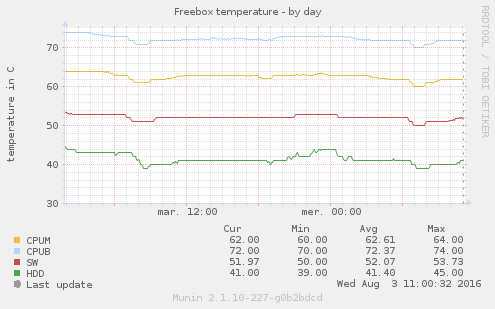 Freebox temperature - by day
RRDTOOL / TOBI OETIKER
temperature in C
70
60
50
40
30
mar. 12:00 mer. 00:00
Cur Min Avg Max
CPUM 62.00 60.00 62.61 64.00
CPUB 72.00 70.00 72.37 74.00
SW 51.97 50.00 52.07 53.73
HDD 41.00 39.00 41.40 45.00
Last update Wed Aug 3 11:00:32 2016
Munin 2.1.10-227-g0b2bdcd